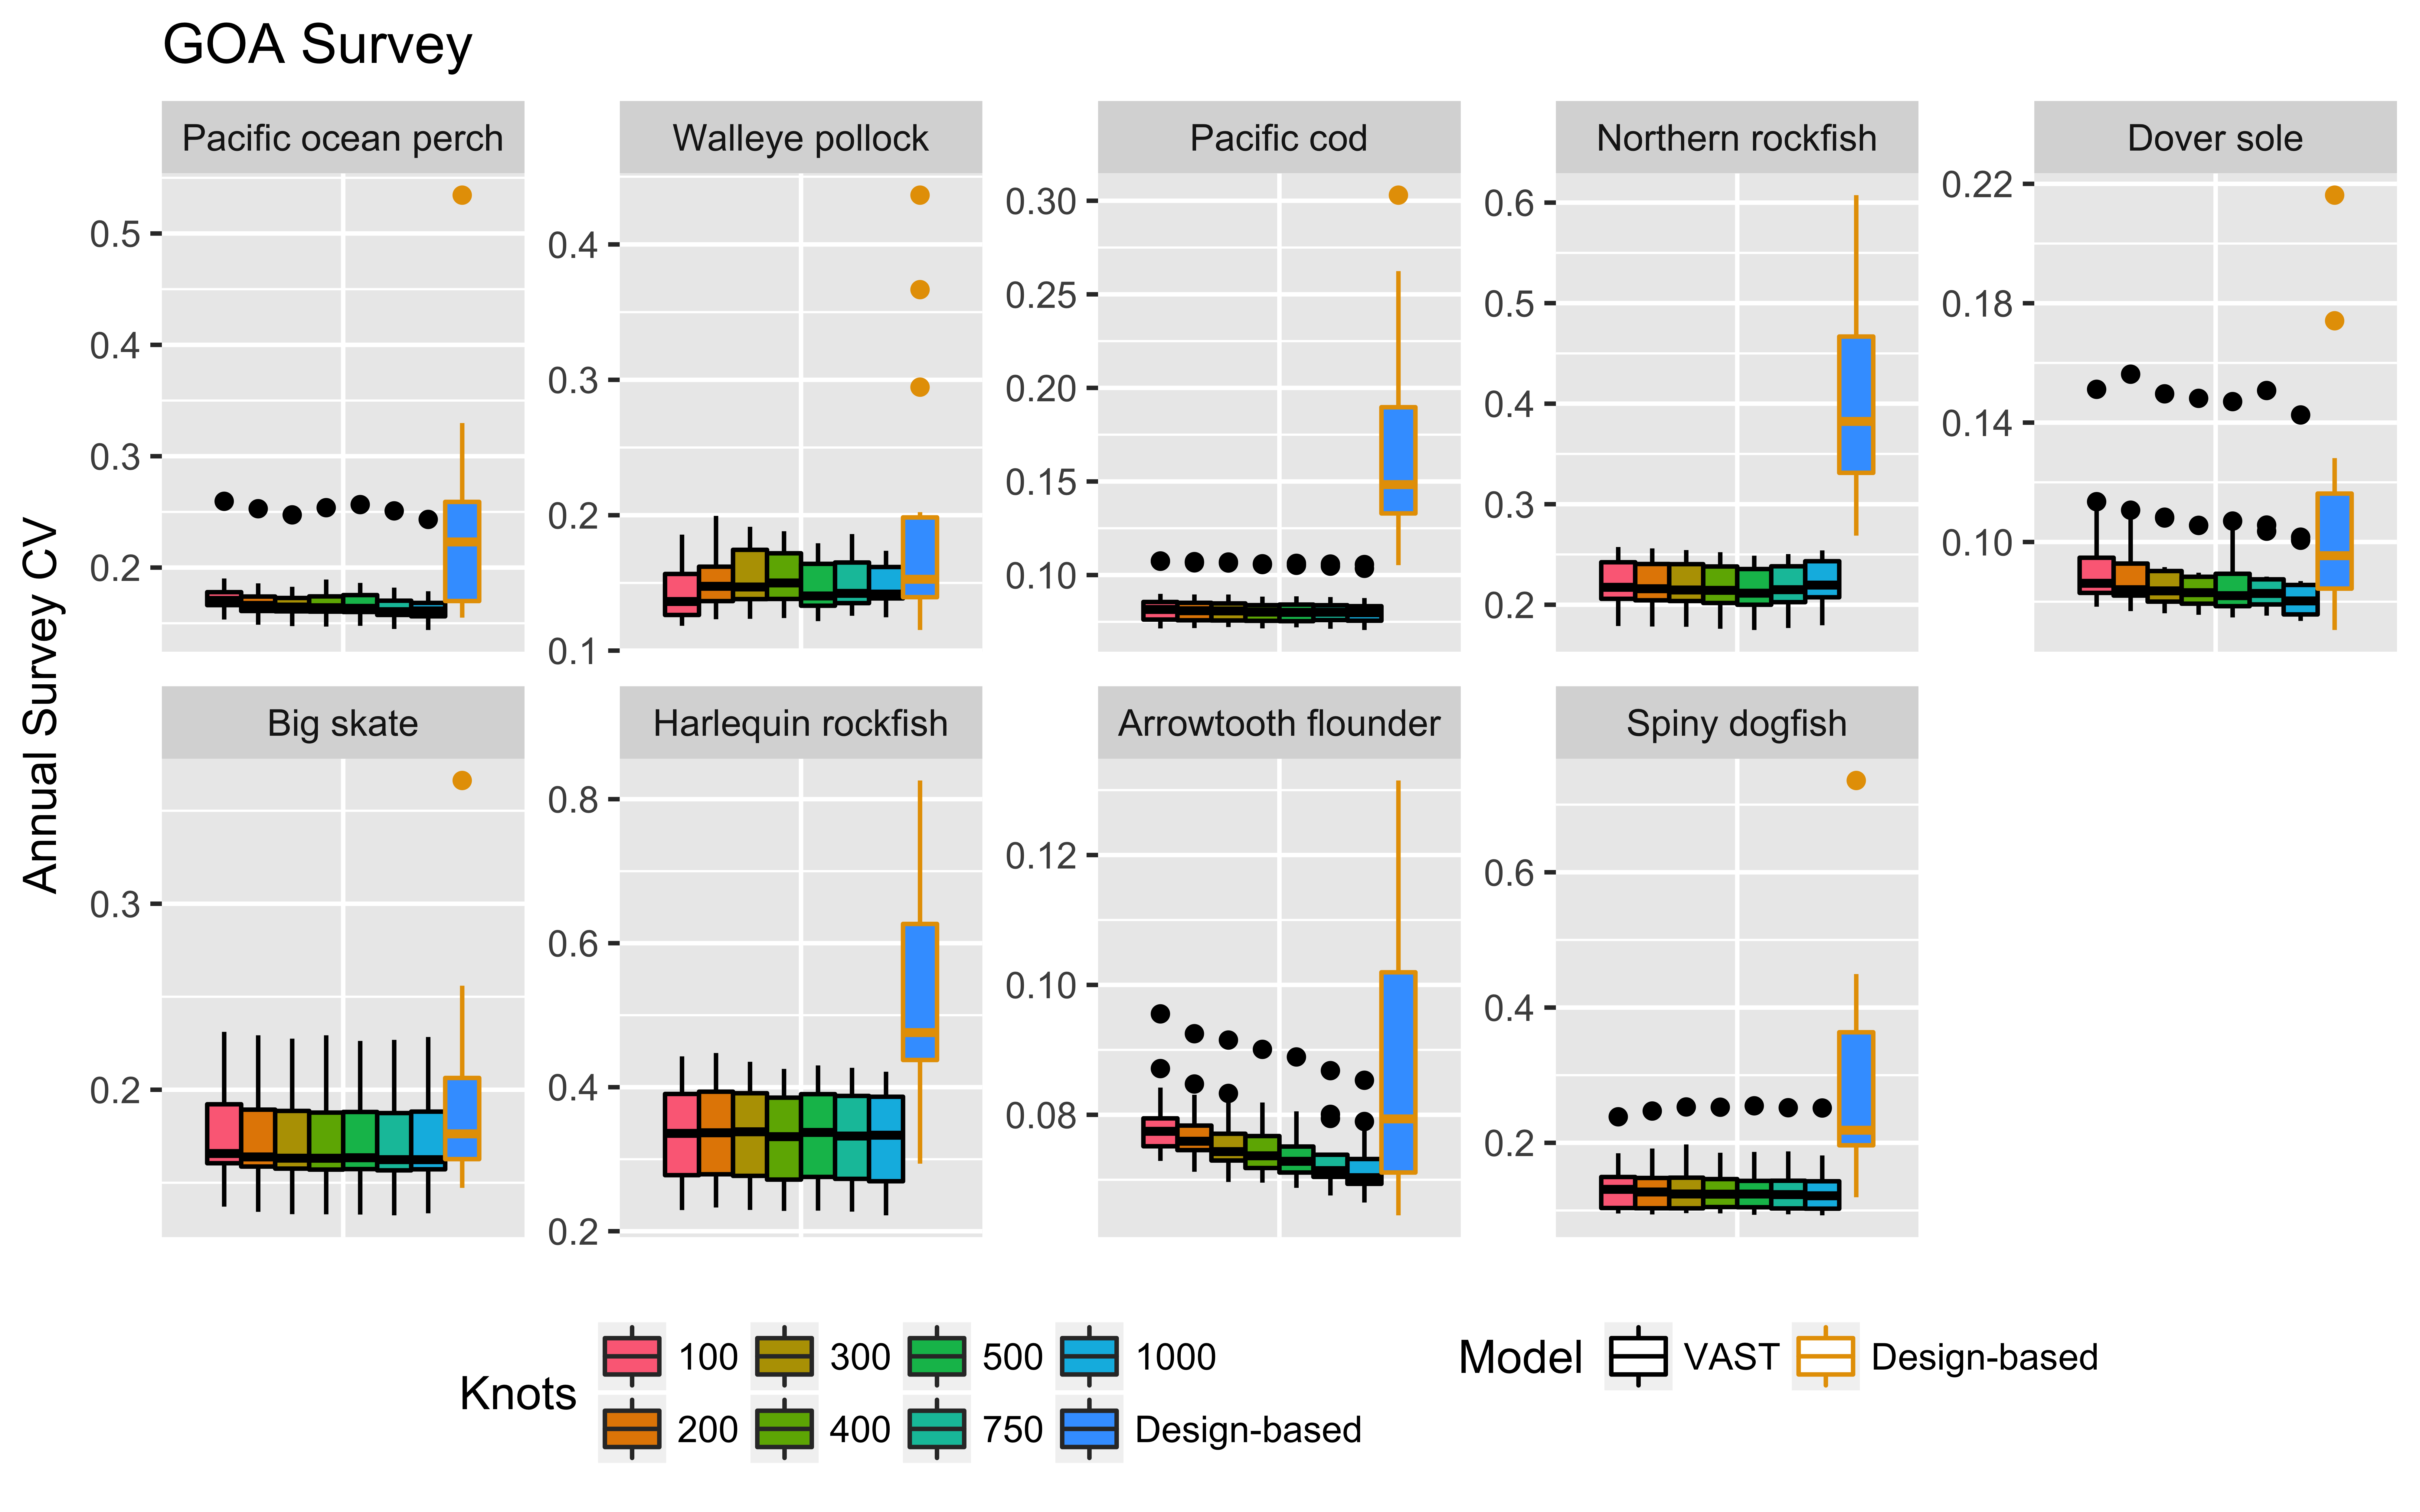 GOA Survey
Annual Survey CV
Pacific ocean perch
0.5
0.4
0.3
0.2
Walleye pollock
0.4
0.3
0.2
0.1
Pacific cod
0.30
0.25
0.20
0.15
0.10
Northern rockfish
0.6
0.5
0.4
0.3
0.2
Dover sole
0.22
0.18
0.14
0.10
Big skate
0.3
0.2
Harlequin rockfish
0.8
0.6
0.4
0.2
Arrowtooth flounder
0.12
0.10
0.08
Spiny dogfish
0.6
0.4
0.2
Knots
100 300 500 1000
200 400 750 Design-based
Model VAST Design-based